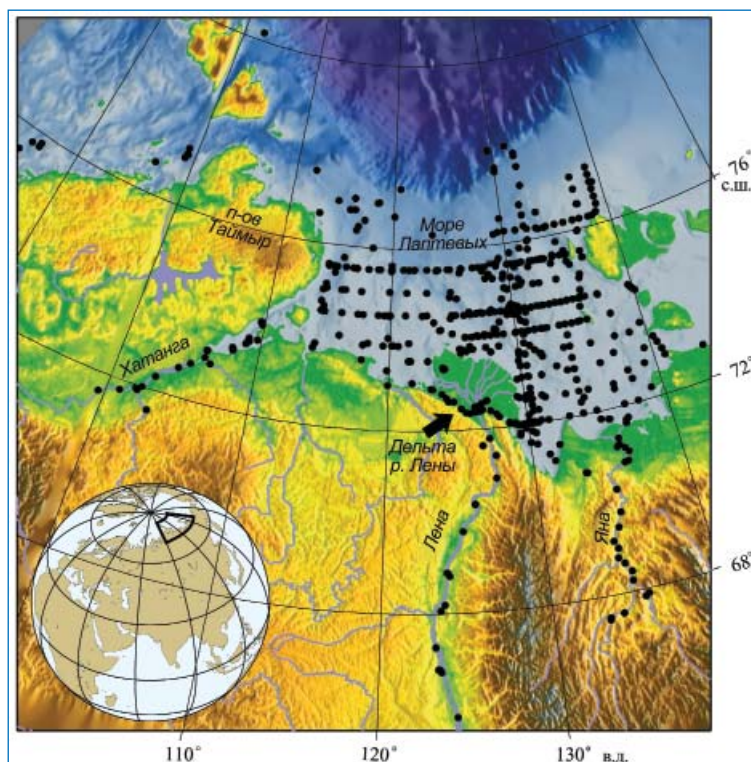 76°
с.ш.
п-ов
Таймыр
Море
Лаптевых
Хатанга
72°
Дельта
р. Лены
Лена
Яна
68°
110°
120°
130°
в.д.